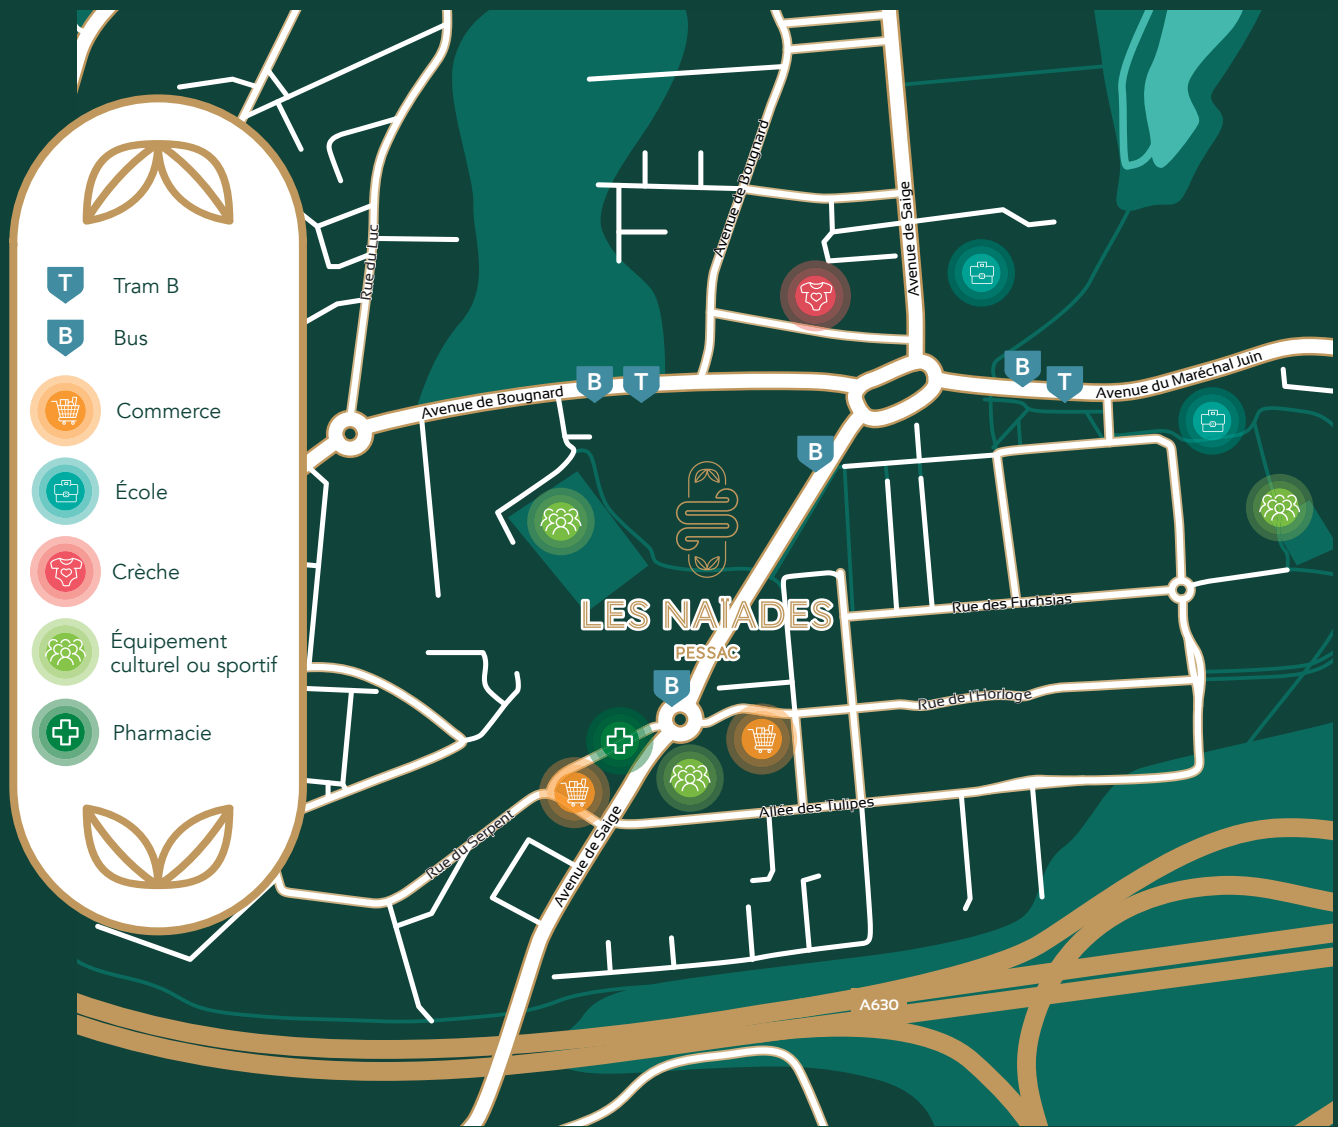 T Tram B
B Bus
Commerce
École
Crèche
Équipement
culturel ou sportif
Pharmacie
Avenue de Bougnard
Avenue de Saige
Rue du Luc
Avenue de Bougnard
B
T
B
T
Avenue du Maréchal Juin
B
LES NAÏADES
PESSAC
Rue des Fuchsias
B
Rue de l'Horloge
Allée des Tulipes
Rue du Serpent
Avenue de Saige
A630